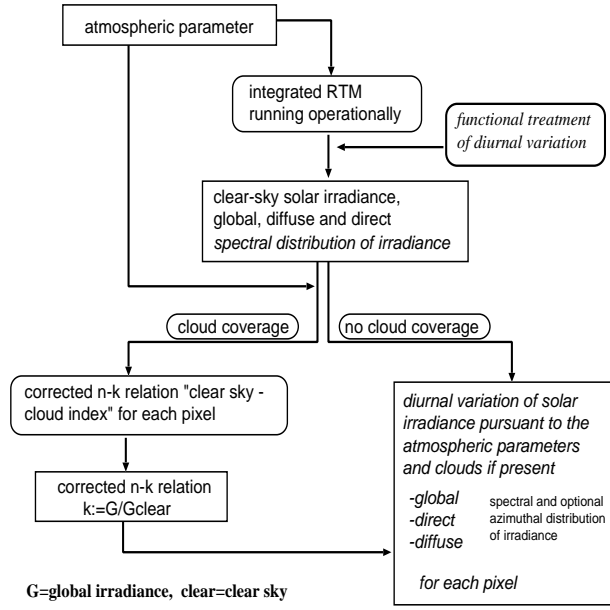 atmospheric parameter
integrated RTM
running operationally
functional treatment
of diurnal variation
clear-sky solar irradiance,
global, diffuse and direct
spectral distribution of irradiance
cloud coverage
no cloud coverage
corrected n-k relation "clear sky -
cloud index" for each pixel
corrected n-k relation
k:=G/Gclear
diurnal variation of solar
irradiance pursuant to the
atmospheric parameters
and clouds if present
-global
-direct
-diffuse
spectral and optional
azimuthal distribution
of irradiance
for each pixel
G=global irradiance, clear=clear sky